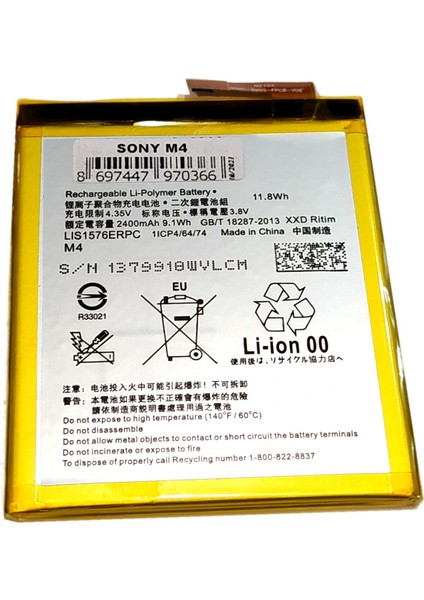 SONY M4
8 697447 970366
Rechargeable Li-Polymer Battery・
11.8Wh
锂离子聚合物充电电池・二次鋰電池組
充电限制 4.35V 标称电压・標稱電壓3.8V
額定電容量 2400mAh 9.1Wh GB/T 18287-2013 XXD Ritim
LIS1576ERPC 1ICP4/64/74 中国制造
M4
S/N 1379918WVLCM
R33021
EU
Li-ion 00
使用後は、リサイクル協力店へ
注意：电池投入火中可能引起爆炸！不可拆卸
警告：本電池如果更換不正確會有爆炸的危險
請依製造商説明書處理用過之電池
Do not expose to high temperature (140°F / 60°C)
Do not disassemble
Do not allow metal objects to contact or short circuit the battery terminals
Do not incinerate or expose to fire
To dispose of properly call Recycling number 1-800-822-8837